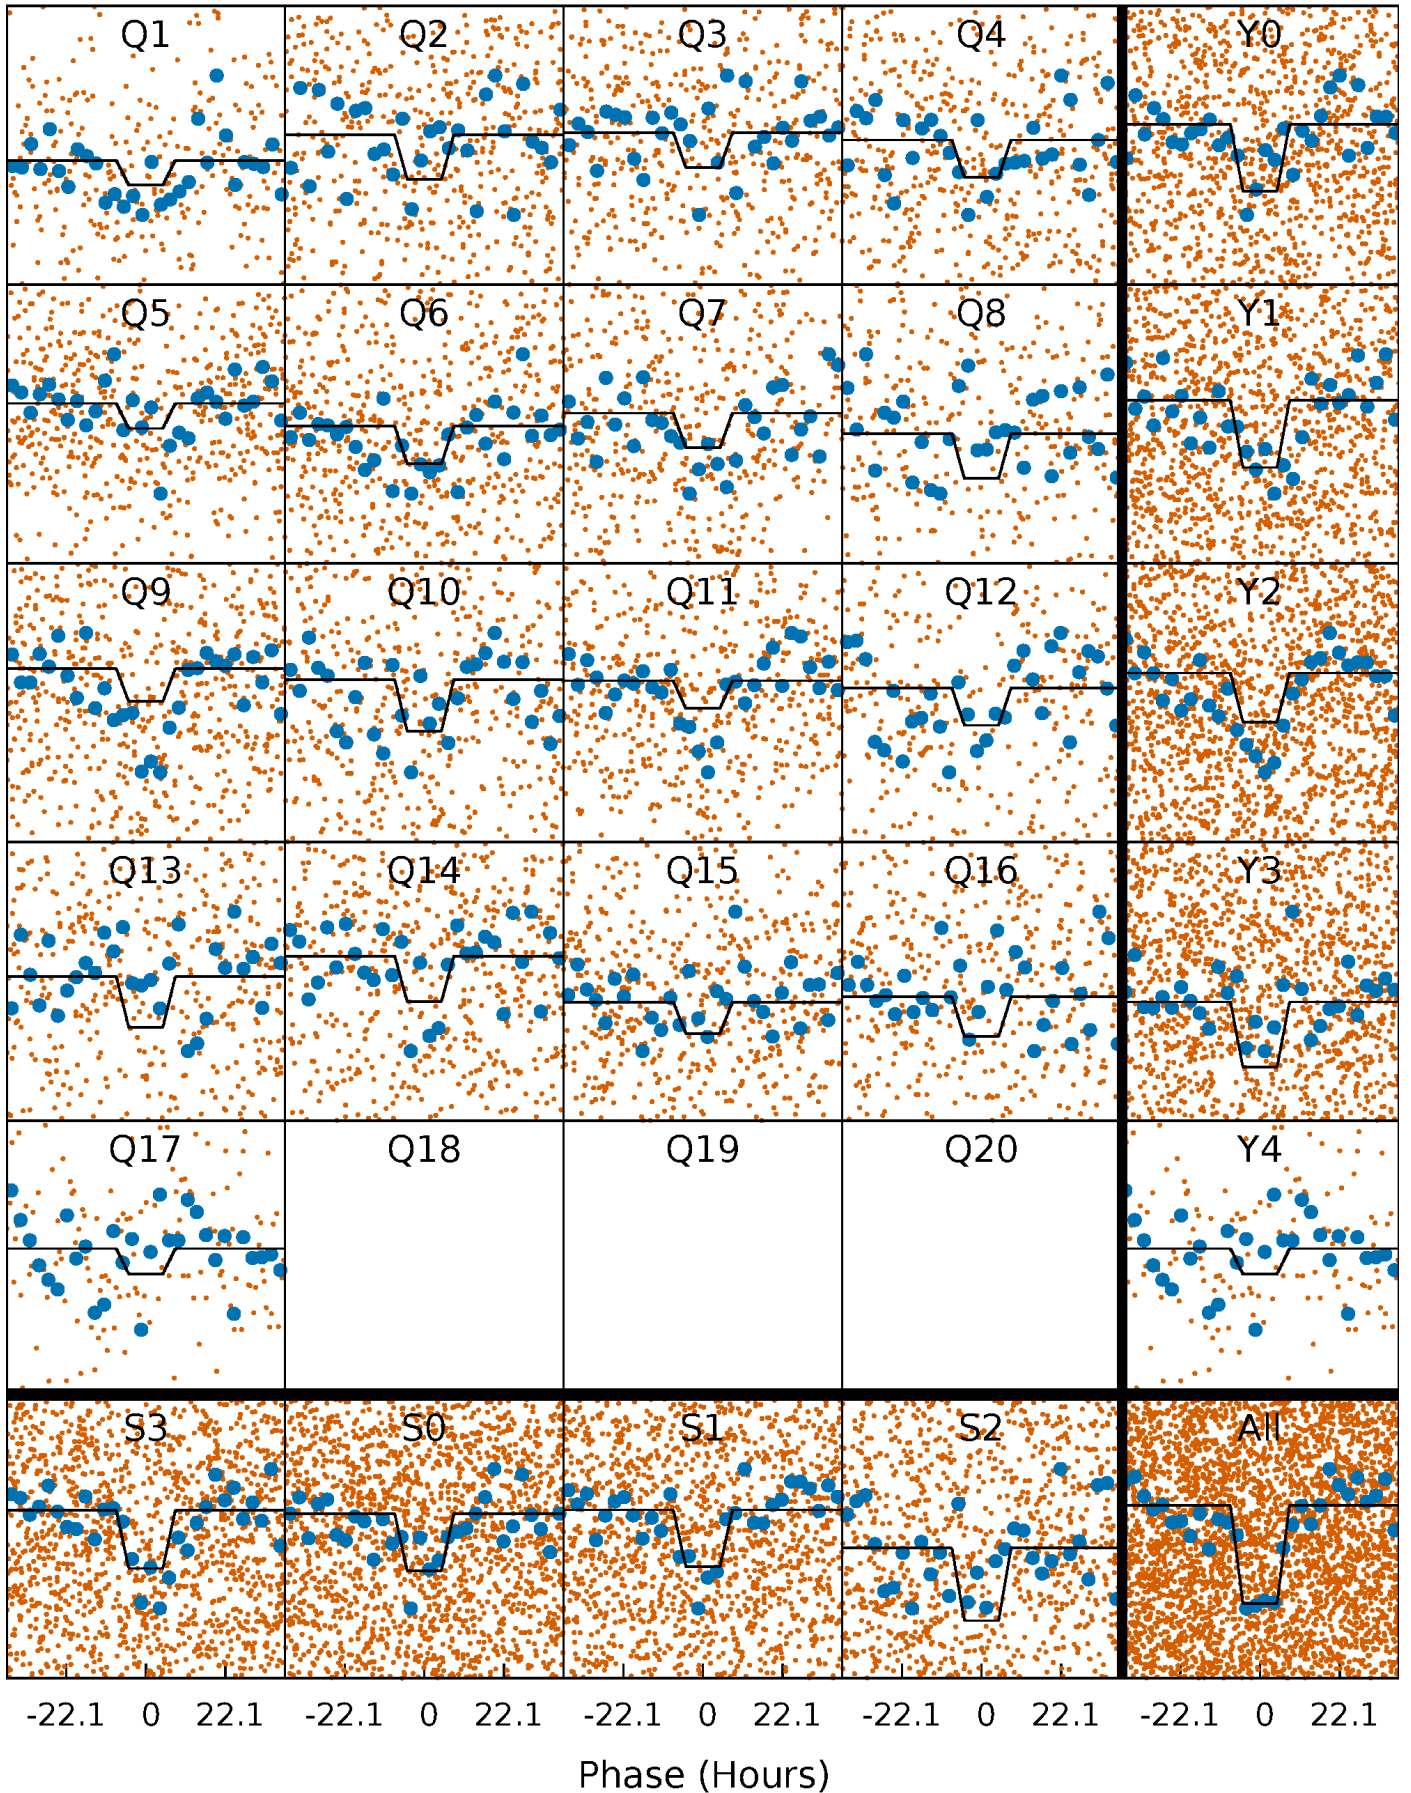 Q1 Q2 Q3 Q4 Y0
Q5 Q6 Q7 Q8 Y1
Q9 Q10 Q11 Q12 Y2
Q13 Q14 Q15 Q16 Y3
Q17 Q18 Q19 Q20 Y4
S3 S0 S1 S2 All
-22.1 0 22.1 -22.1 0 22.1 -22.1 0 22.1 -22.1 0 22.1 -22.1 0 22.1
Phase (Hours)